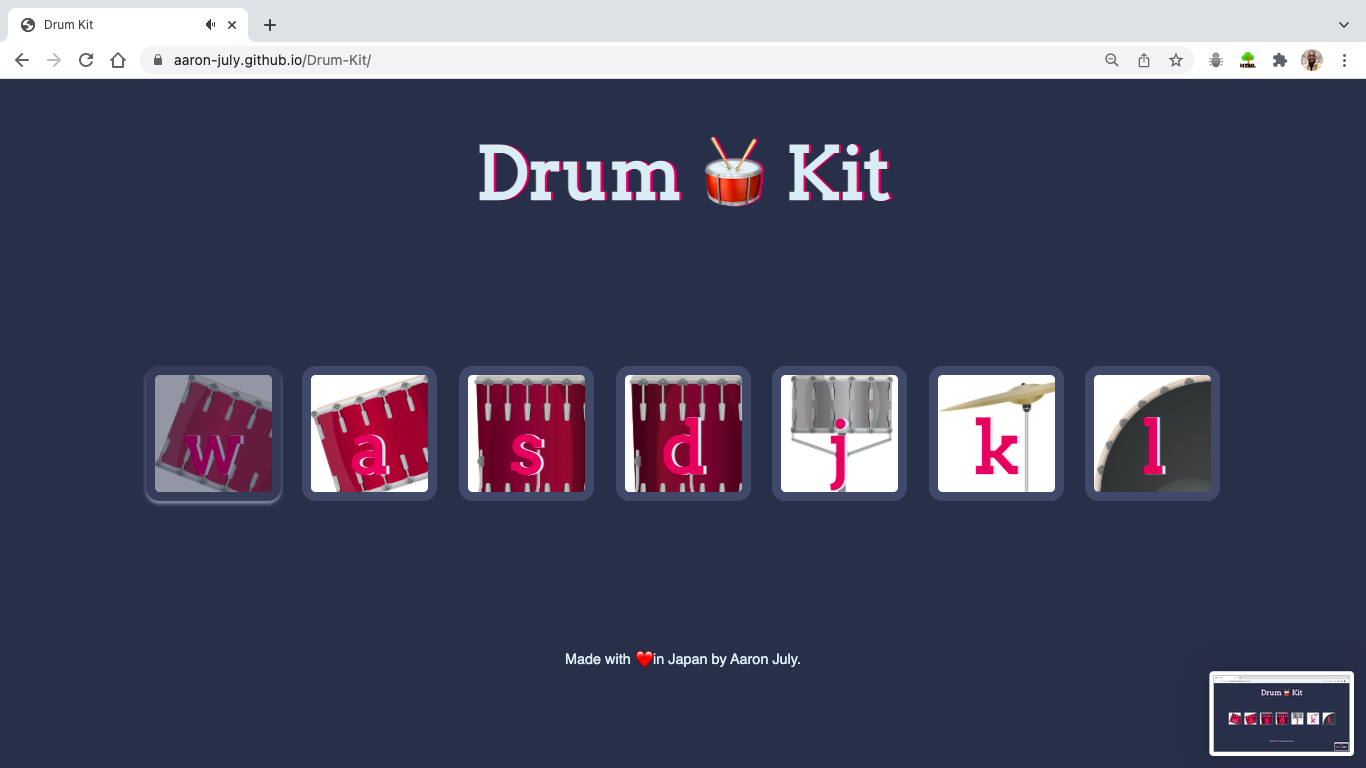 Drum Kit
aaron-july.github.io/Drum-Kit/
HTML
Drum 🥁 Kit
w a s d j k l
Made with ❤️in Japan by Aaron July.
Drum 🥁 Kit